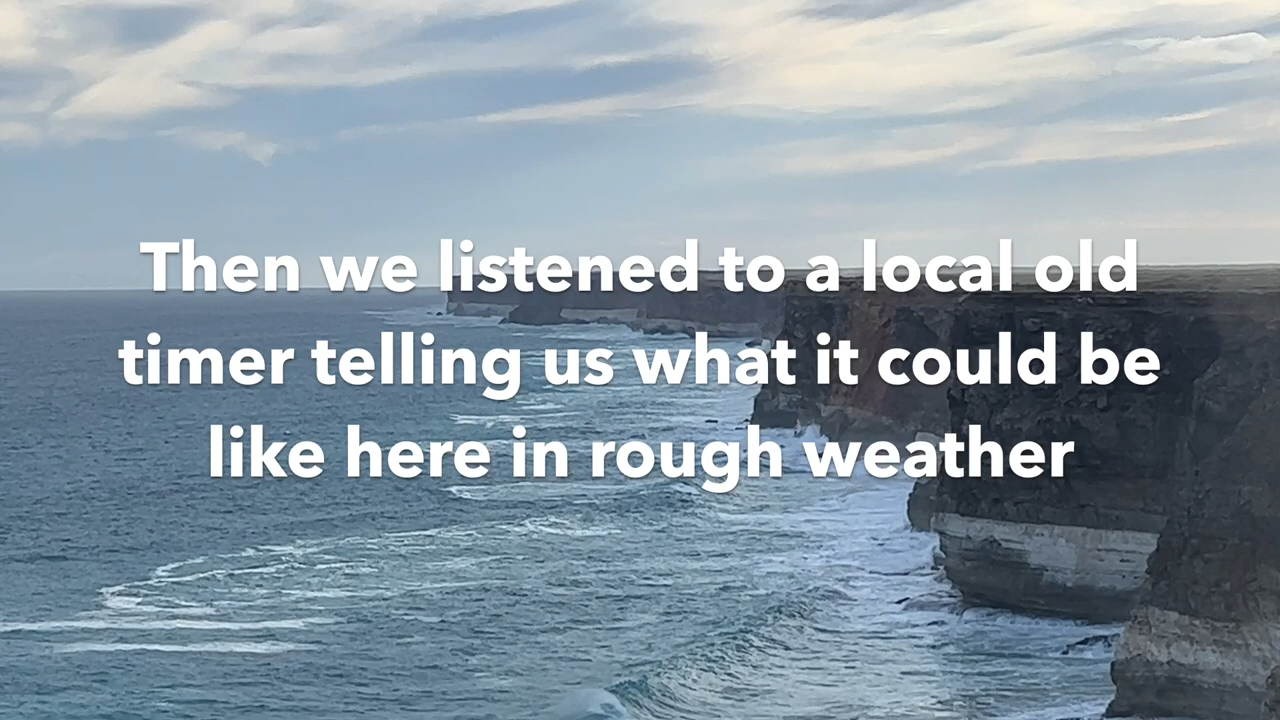 Then we listened to a local old
timer telling us what it could be
like here in rough weather